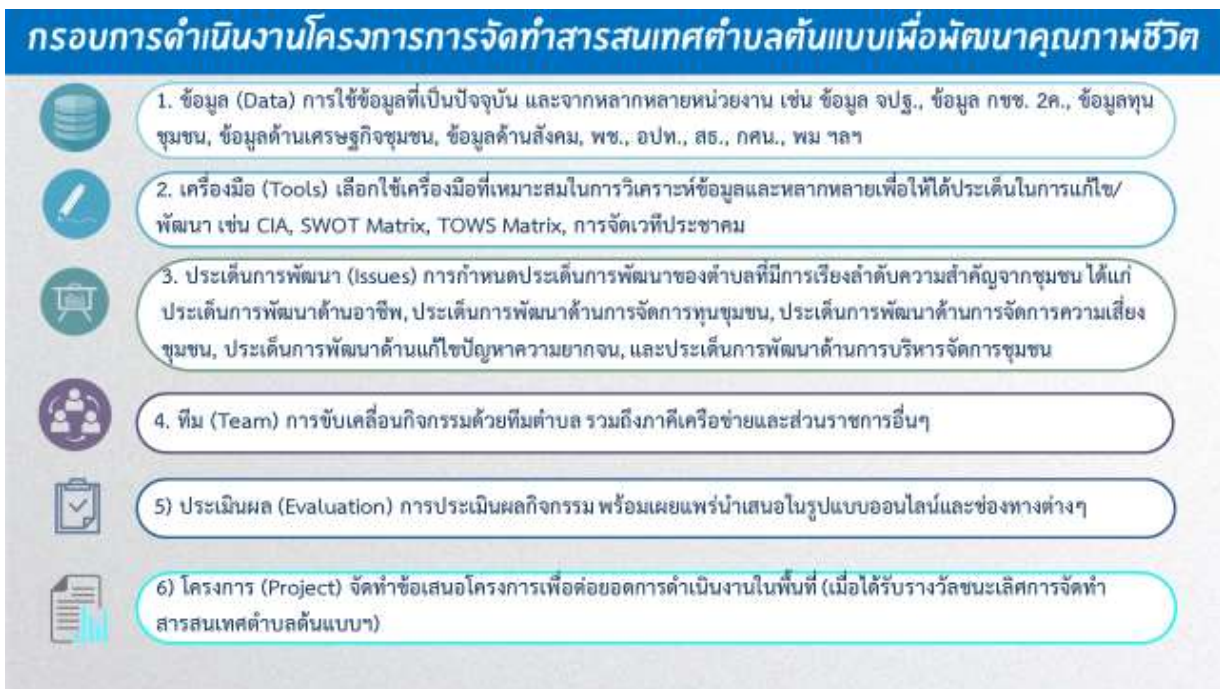 กรอบการดำเนินงานโครงการการจัดทำสารสนเทศตำบลต้นแบบเพื่อพัฒนาคุณภาพชีวิต
1. ข้อมูล (Data) การใช้ข้อมูลที่เป็นปัจจุบัน และจากหลากหลายหน่วยงาน เช่น ข้อมูล จปฐ., ข้อมูล กชช. 2ค., ข้อมูลทุน
ชุมชน, ข้อมูลด้านเศรษฐกิจชุมชน, ข้อมูลด้านสังคม, พช., อปท., สธ., กศน., พม ฯลฯ
2. เครื่องมือ (Tools) เลือกใช้เครื่องมือที่เหมาะสมในการวิเคราะห์ข้อมูลและหลากหลายเพื่อให้ได้ประเด็นในการแก้ไข/
พัฒนา เช่น CIA, SWOT Matrix, TOWS Matrix, การจัดเวทีประชาคม
3. ประเด็นการพัฒนา (Issues) การกำหนดประเด็นการพัฒนาของตำบลที่มีการเรียงลำดับความสำคัญจากชุมชน ได้แก่
ประเด็นการพัฒนาด้านอาชีพ, ประเด็นการพัฒนาด้านการจัดการทุนชุมชน, ประเด็นการพัฒนาด้านการจัดการความเสี่ยง
ชุมชน, ประเด็นการพัฒนาด้านแก้ไขปัญหาความยากจน, และประเด็นการพัฒนาด้านการบริหารจัดการชุมชน
4. ทีม (Team) การขับเคลื่อนกิจกรรมด้วยทีมตำบล รวมถึงภาคีเครือข่ายและส่วนราชการอื่นๆ
5) ประเมินผล (Evaluation) การประเมินผลกิจกรรม พร้อมเผยแพร่นำเสนอในรูปแบบออนไลน์และช่องทางต่างๆ
6) โครงการ (Project) จัดทำข้อเสนอโครงการเพื่อต่อยอดการดำเนินงานในพื้นที่ (เมื่อได้รับรางวัลชนะเลิศการจัดทำ
สารสนเทศตำบลต้นแบบฯ)